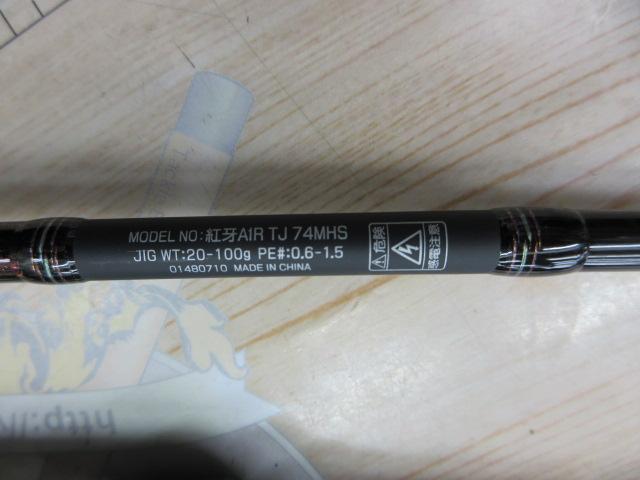 MODEL NO:紅牙AIR TJ 74MHS
JIG WT:20-100g PE#:0.6-1.5
01480710 MADE IN CHINA
危険
感電注意
http://